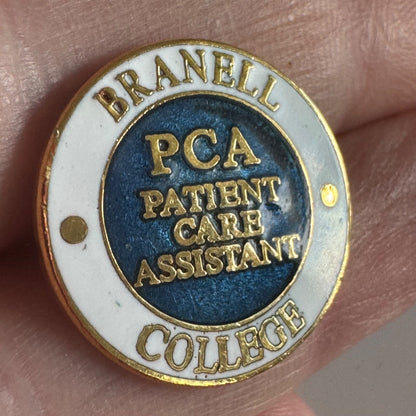 BRANELL
PCA
PATIENT
CARE
ASSISTANT
COLLEGE